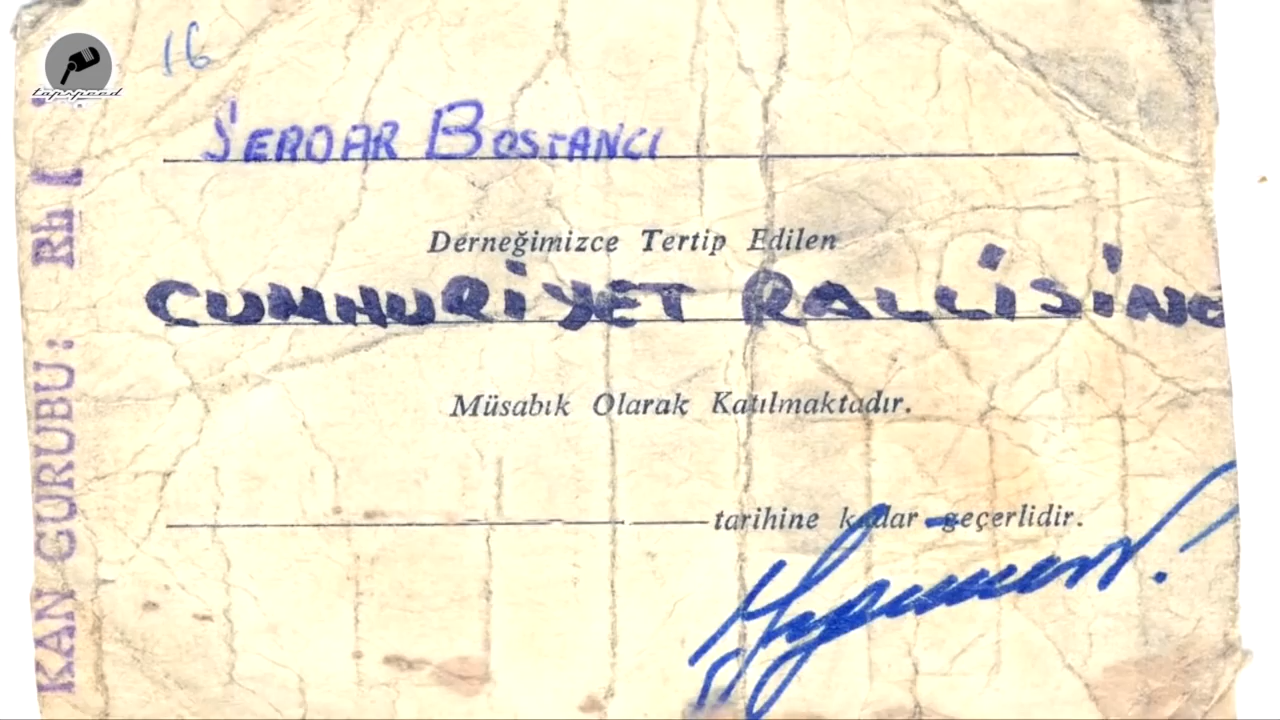 topspeed
16
SERDAR BOSTANCI
Derneğimizce Tertip Edilen
CUMHURİYET RALLİSİNE
Müsabık Olarak Katılmaktadır.
tarihine kadar geçerlidir.
KAN GURUBU: Rh